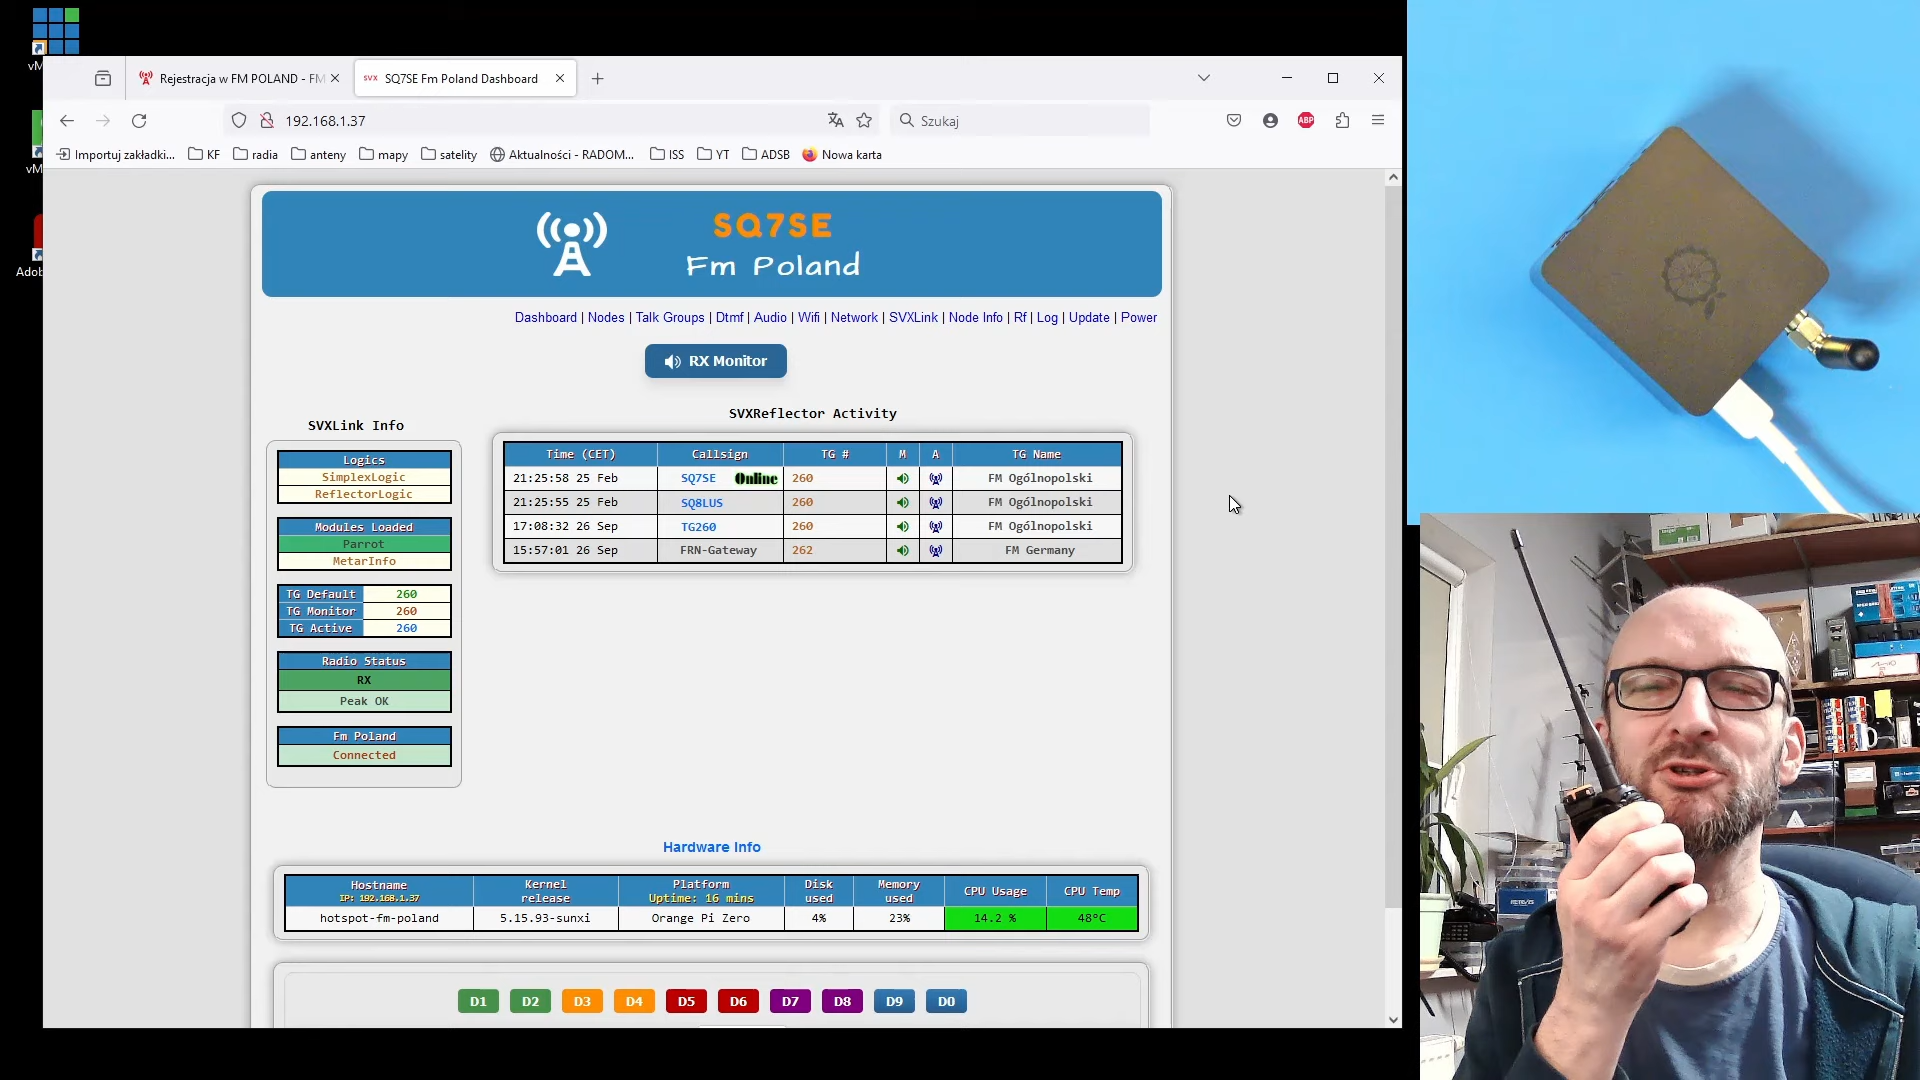 Rejestracja w FM POLAND - FM
SVX SQ7SE Fm Poland Dashboard
192.168.1.37
Szukaj
Importuj zakładki...
KF
radia
anteny
mapy
satelity
Aktualności - RADOM...
ISS
YT
ADSB
Nowa karta
SQ7SE
Fm Poland
Dashboard | Nodes | Talk Groups | Dtmf | Audio | Wifi | Network | SVXLink | Node Info | Rf | Log | Update | Power
RX Monitor
SVXLink Info
Logics
SimplexLogic
ReflectorLogic
Modules Loaded
Parrot
MetarInfo
TG Default 260
TG Monitor 260
TG Active 260
Radio Status
RX
Peak OK
Fm Poland
Connected
SVXReflector Activity
Time (CET) Callsign TG # M A TG Name
21:25:58 25 Feb SQ7SE Online 260 FM Ogólnopolski
21:25:55 25 Feb SQ8LUS 260 FM Ogólnopolski
17:08:32 26 Sep TG260 260 FM Ogólnopolski
15:57:01 26 Sep FRN-Gateway 262 FM Germany
Hardware Info
Hostname
IP: 192.168.1.37
Kernel
release
Platform
Uptime: 16 mins
Disk
used
Memory
used
CPU Usage
CPU Temp
hotspot-fm-poland 5.15.93-sunxi Orange Pi Zero 4% 23% 14.2 % 48°C
D1 D2 D3 D4 D5 D6 D7 D8 D9 D0
vM
vM
Adob
ABP
RETEVIS